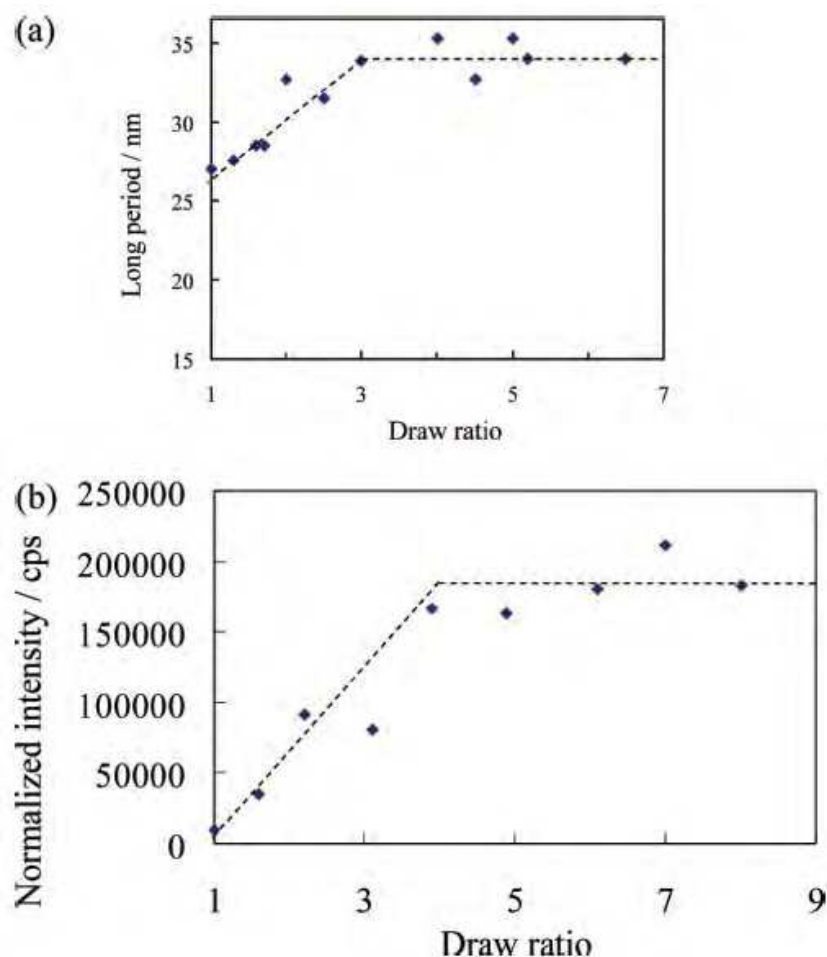 (a)
Long period / nm
35
30
25
20
15
1 3 5 7
Draw ratio
(b)
Normalized intensity / cps
250000
200000
150000
100000
50000
0
1 3 5 7 9
Draw ratio